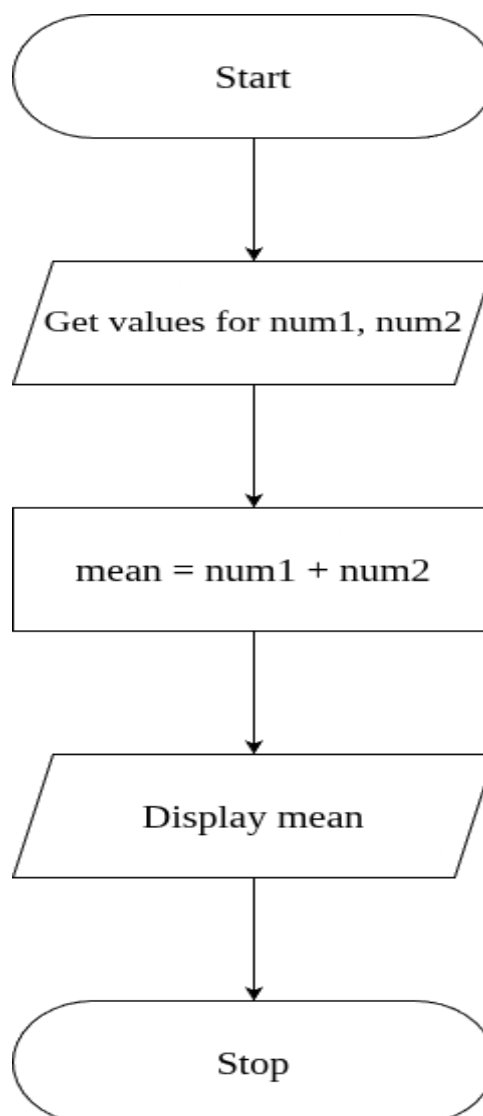 Start
Get values for num1, num2
mean = num1 + num2
Display mean
Stop